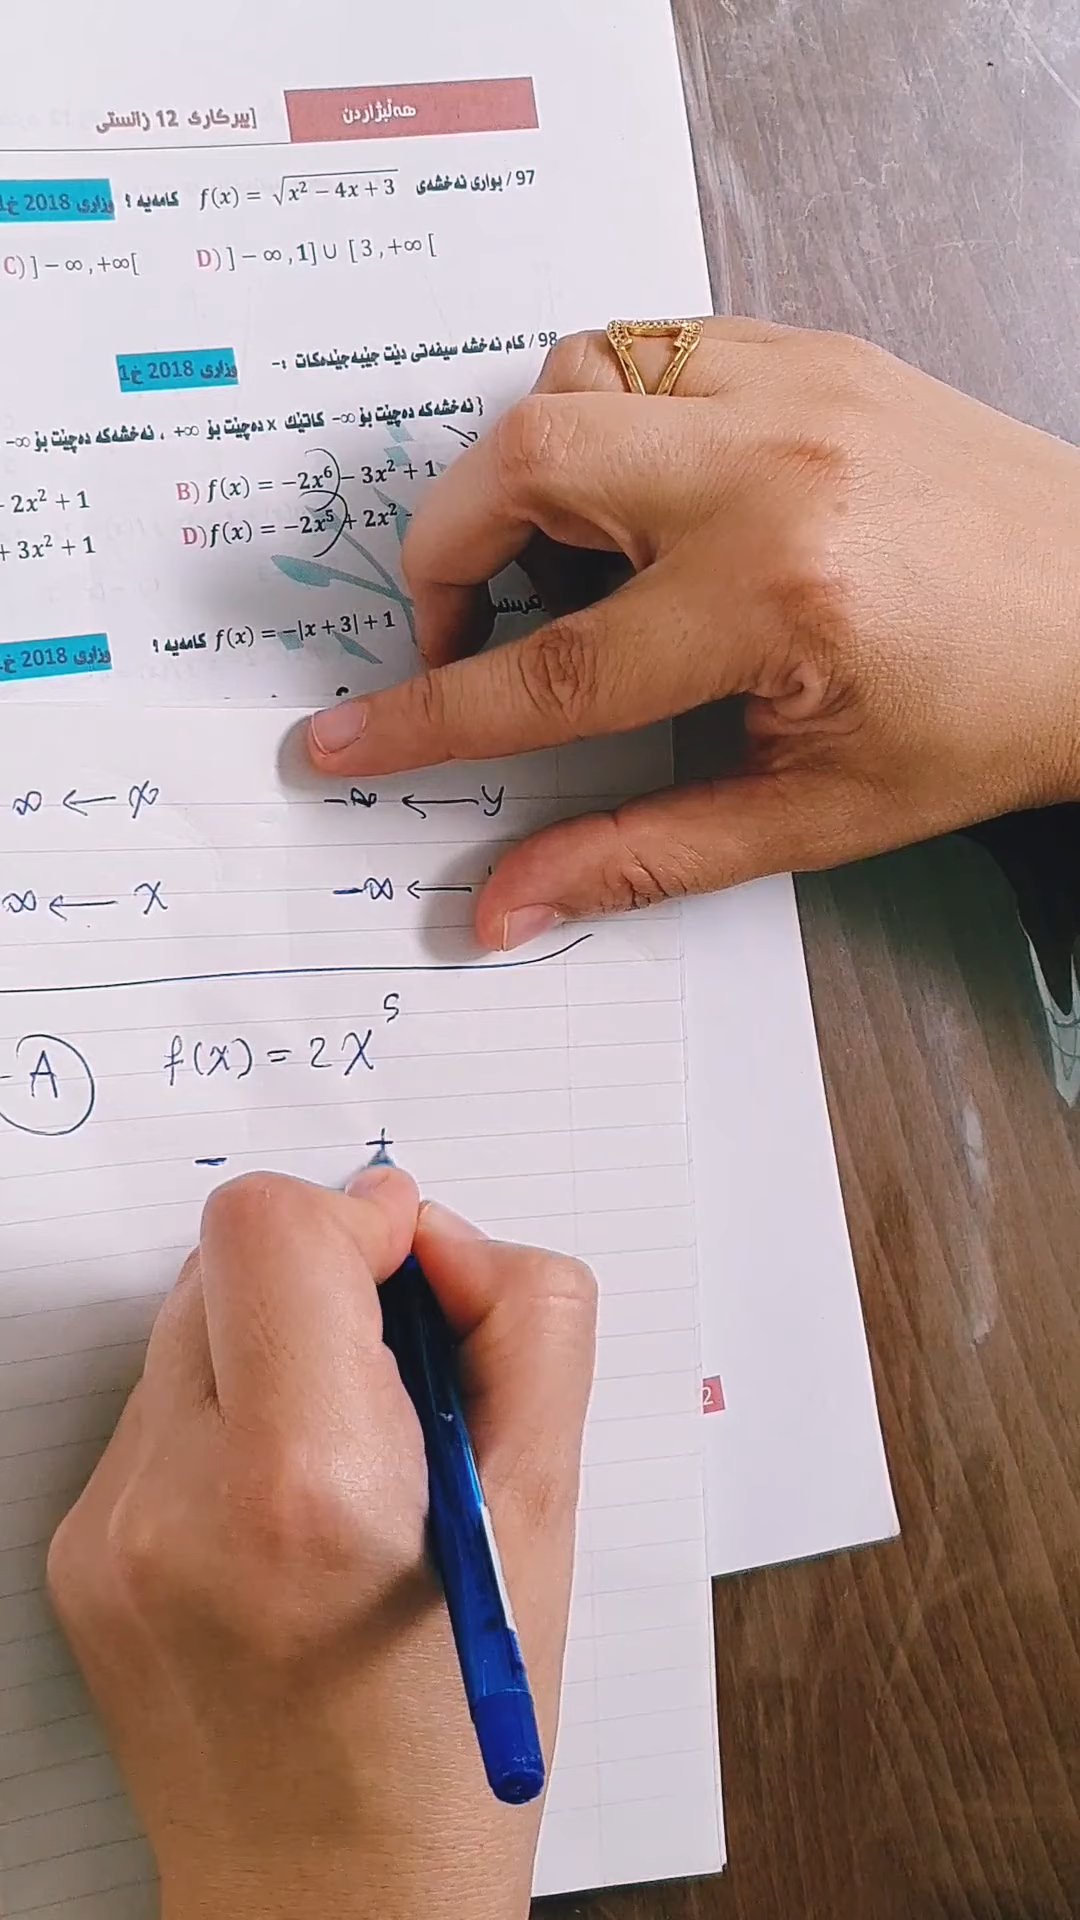 بیرکاری 12 زانستی]
هەڵبژاردن
97 / بواری نەخشەی f(x) = √x² − 4x + 3 کامەیە ؟ وزاری 2018 خ1
C) ]−∞ , +∞[ D) ]−∞ , 1] ∪ [ 3 , +∞ [
98 / کام نەخشە سیفەتی دێت جێبەجێدەکات :- وزاری 2018 خ1
{ نەخشەکە دەچێت بۆ ∞− کاتێك x دەچێت بۆ ∞+ ، نەخشەکە دەچێت بۆ ∞−
2x² + 1 B) f(x) = −2x⁶ − 3x² + 1
+ 3x² + 1 D)f(x) = −2x⁵ + 2x² −
f(x) = −|x + 3| + 1 کامەیە ؟ وزاری 2018 خ
∞ ← x −∞ ← y
∞ ← x −∞ ←
A f(x) = 2x⁵
− +
2